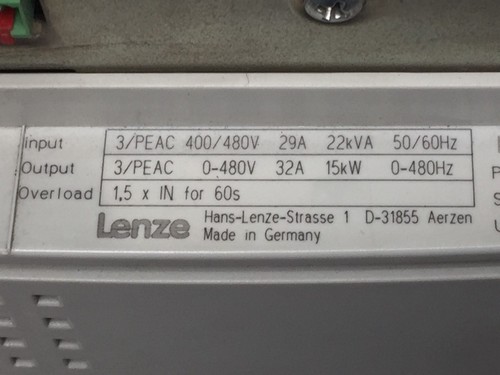 Input 3/PEAC 400/480V 29A 22kVA 50/60Hz
Output 3/PEAC 0-480V 32A 15kW 0-480Hz
Overload 1,5 x IN for 60s
Lenze Hans-Lenze-Strasse 1 D-31855 Aerzen
Made in Germany